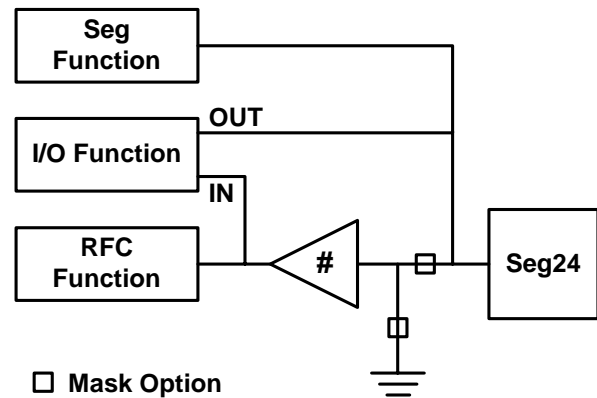 Seg
Function
OUT
I/O Function
IN
RFC
Function
#
Seg24
Mask Option